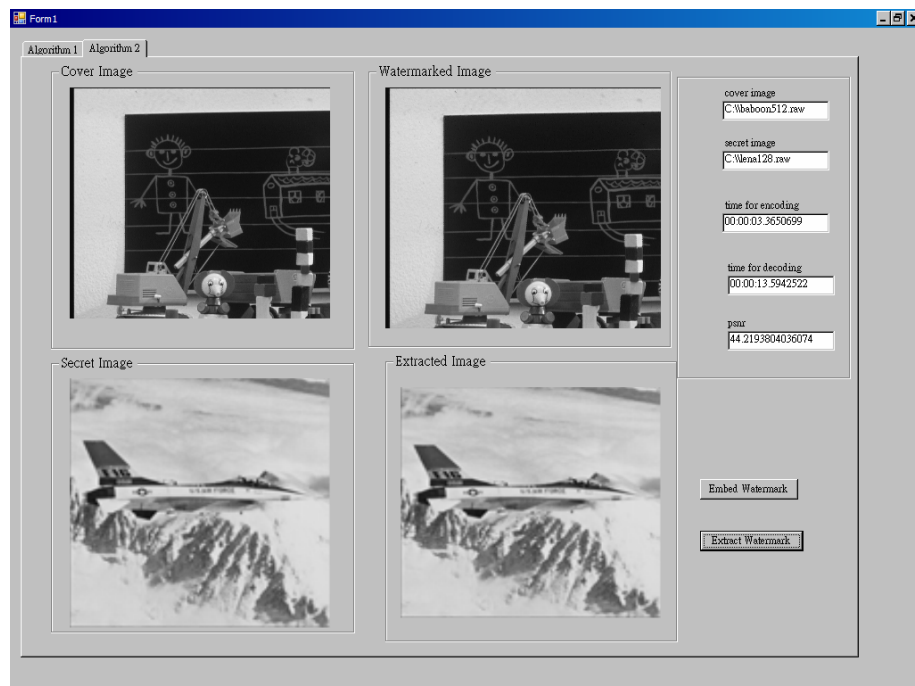 Form1
Algorithm 1
Algorithm 2
Cover Image
Watermarked Image
cover image
C:\\baboon512.raw
secret image
C:\\lena128.raw
time for encoding
00:00:03.3650699
time for decoding
00:00:13.5942522
psnr
44.2193804036074
Secret Image
Extracted Image
F16
U.S. AIR FORCE
F16
U.S. AIR FORCE
Embed Watermark
Extract Watermark